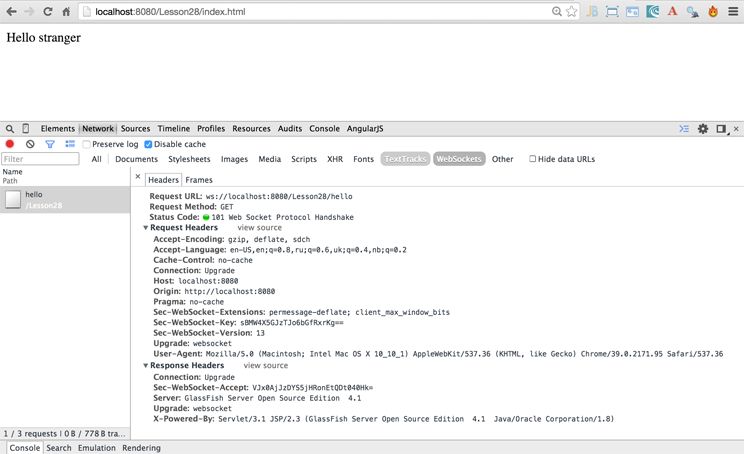 localhost:8080/Lesson28/index.html
JB
A
Hello stranger
Elements Network Sources Timeline Profiles Resources Audits Console AngularJS
Preserve log Disable cache
Filter All Documents Stylesheets Images Media Scripts XHR Fonts TextTracks WebSockets Other Hide data URLs
Name
Path
hello
/Lesson28
× Headers Frames
Request URL: ws://localhost:8080/Lesson28/hello
Request Method: GET
Status Code: 101 Web Socket Protocol Handshake
Request Headers view source
Accept-Encoding: gzip, deflate, sdch
Accept-Language: en-US,en;q=0.8,ru;q=0.6,uk;q=0.4,nb;q=0.2
Cache-Control: no-cache
Connection: Upgrade
Host: localhost:8080
Origin: http://localhost:8080
Pragma: no-cache
Sec-WebSocket-Extensions: permessage-deflate; client_max_window_bits
Sec-WebSocket-Key: sBMW4X5GJzTJo6bGfRxrKg==
Sec-WebSocket-Version: 13
Upgrade: websocket
User-Agent: Mozilla/5.0 (Macintosh; Intel Mac OS X 10_10_1) AppleWebKit/537.36 (KHTML, like Gecko) Chrome/39.0.2171.95 Safari/537.36
Response Headers view source
Connection: Upgrade
Sec-WebSocket-Accept: VJx0AjJzDYS5jHRonEtQDt040Hk=
Server: GlassFish Server Open Source Edition 4.1
Upgrade: websocket
X-Powered-By: Servlet/3.1 JSP/2.3 (GlassFish Server Open Source Edition 4.1 Java/Oracle Corporation/1.8)
1 / 3 requests | 0 B / 778 B tra...
Console Search Emulation Rendering